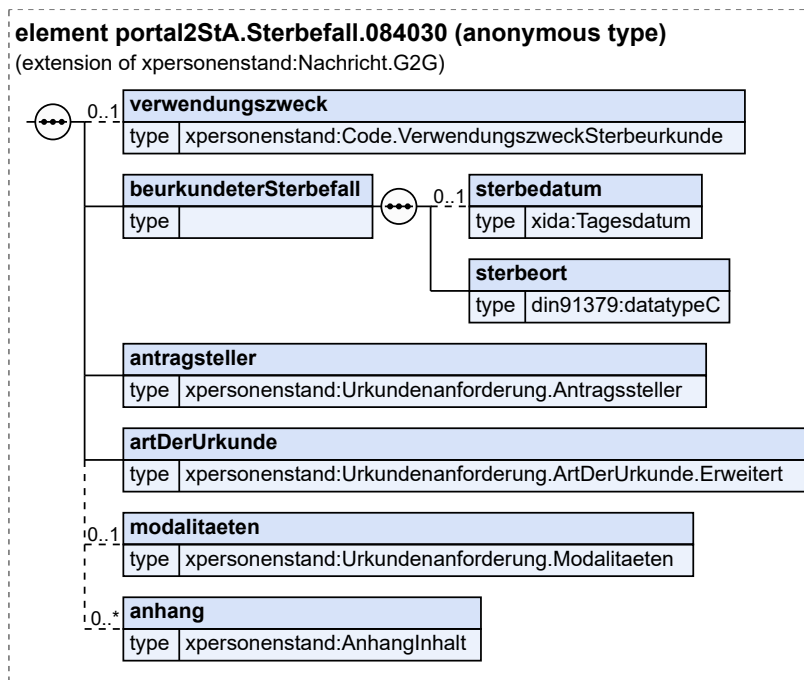 element portal2StA.Sterbefall.084030 (anonymous type)
(extension of xpersonenstand:Nachricht.G2G)
0..1
verwendungszweck
type xpersonenstand:Code.VerwendungszweckSterbeurkunde
beurkundeterSterbefall
type
0..1
sterbedatum
type xida:Tagesdatum
sterbeort
type din91379:datatypeC
antragsteller
type xpersonenstand:Urkundenanforderung.Antragssteller
artDerUrkunde
type xpersonenstand:Urkundenanforderung.ArtDerUrkunde.Erweitert
0..1
modalitaeten
type xpersonenstand:Urkundenanforderung.Modalitaeten
0..*
anhang
type xpersonenstand:AnhangInhalt